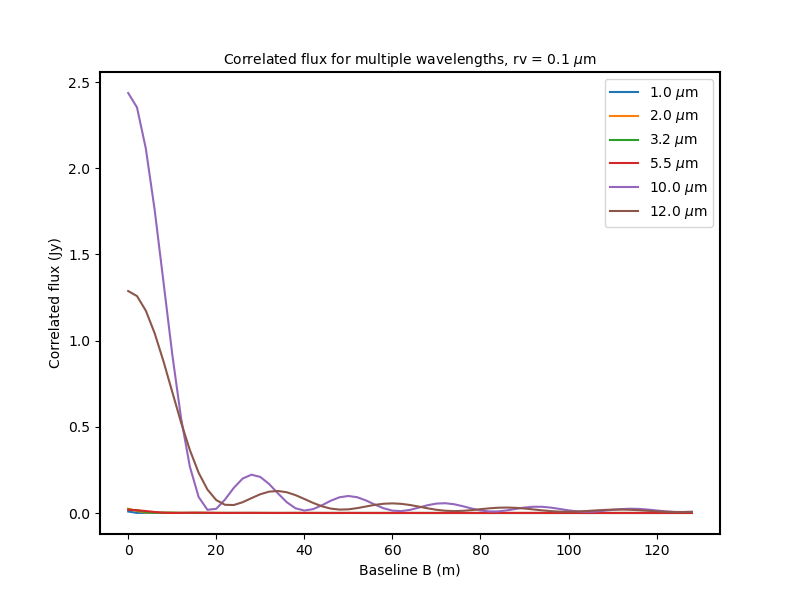 Correlated flux for multiple wavelengths, rv = 0.1 μm
2.5
2.0
1.5
1.0
0.5
0.0
Correlated flux (Jy)
1.0 μm
2.0 μm
3.2 μm
5.5 μm
10.0 μm
12.0 μm
0 20 40 60 80 100 120
Baseline B (m)